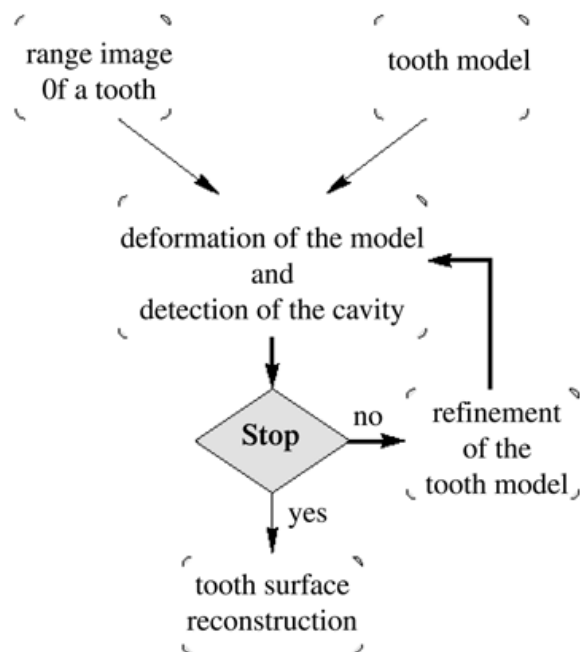 range image
0f a tooth
tooth model
deformation of the model
and
detection of the cavity
Stop
no
refinement
of the
tooth model
yes
tooth surface
reconstruction